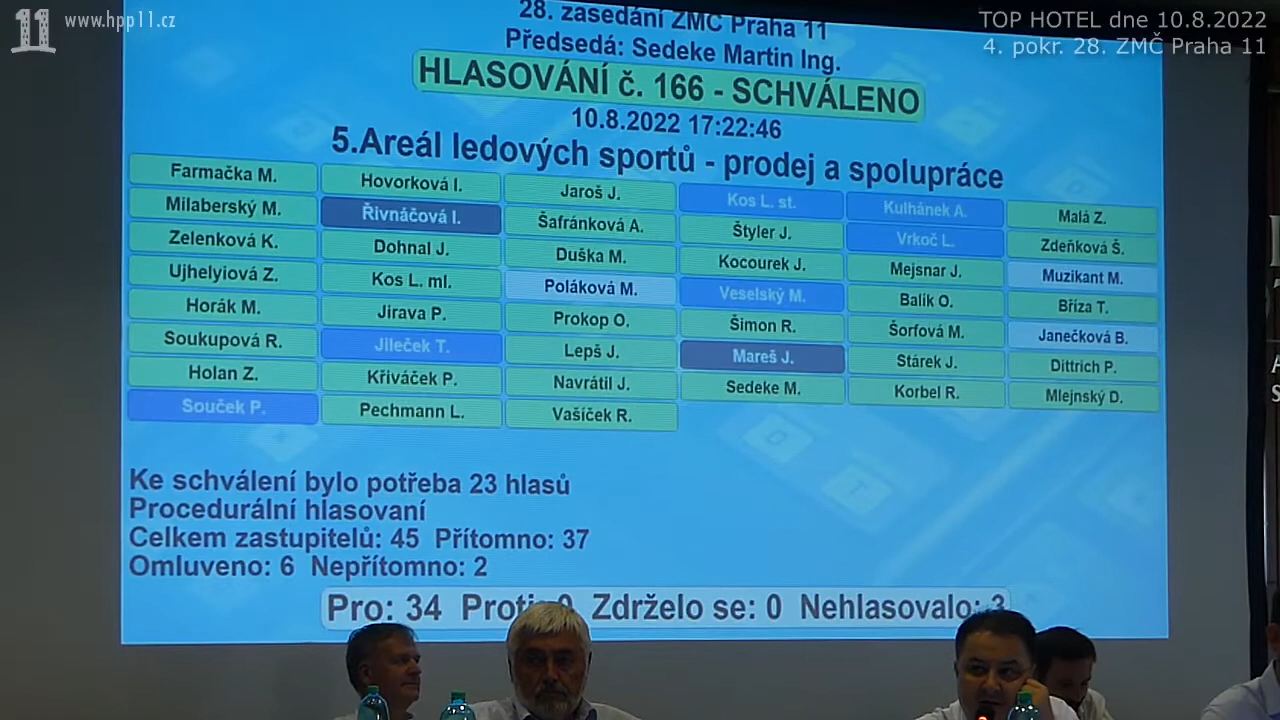 11 www.hpp11.cz
TOP HOTEL dne 10.8.2022
4. pokr. 28. ZMČ Praha 11
28. zasedání ZMČ Praha 11
Předsedá: Sedeke Martin Ing.
HLASOVÁNÍ č. 166 - SCHVÁLENO
10.8.2022 17:22:46
5.Areál ledových sportů - prodej a spolupráce
Farmačka M. Hovorková I. Jaroš J. Kos L. st. Kulhánek A. Malá Z.
Milaberský M. Řivnáčová I. Šafránková A. Štyler J. Vrkoč L. Zdeňková Š.
Zelenková K. Dohnal J. Duška M. Kocourek J. Mejsnar J. Muzikant M.
Ujhelyiová Z. Kos L. ml. Poláková M. Veselský M. Balík O. Bříza T.
Horák M. Jirava P. Prokop O. Šimon R. Šorfová M. Janečková B.
Soukupová R. Jileček T. Lepš J. Mareš J. Stárek J. Dittrich P.
Holan Z. Křiváček P. Navrátil J. Sedeke M. Korbel R. Mlejnský D.
Souček P. Pechmann L. Vašíček R.
Ke schválení bylo potřeba 23 hlasů
Procedurální hlasovaní
Celkem zastupitelů: 45 Přítomno: 37
Omluveno: 6 Nepřítomno: 2
Pro: 34 Proti: 0 Zdrželo se: 0 Nehlasovalo: 3